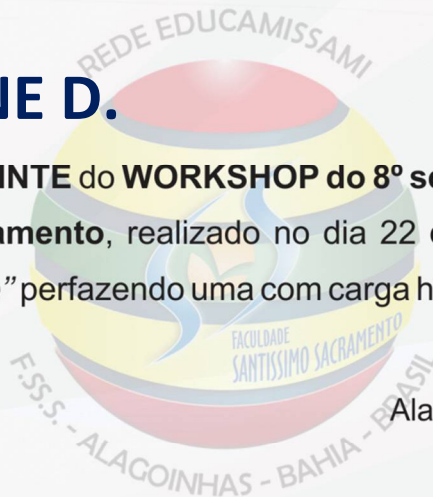 REDE EDUCAMISSAMI
NE D.
INTE do WORKSHOP do 8º se
amento, realizado no dia 22
” perfazendo uma com carga h
FACULDADE
SANTISSIMO SACRAMENTO
Ala
F.SS.S. - ALAGOINHAS - BAHIA - BRASIL